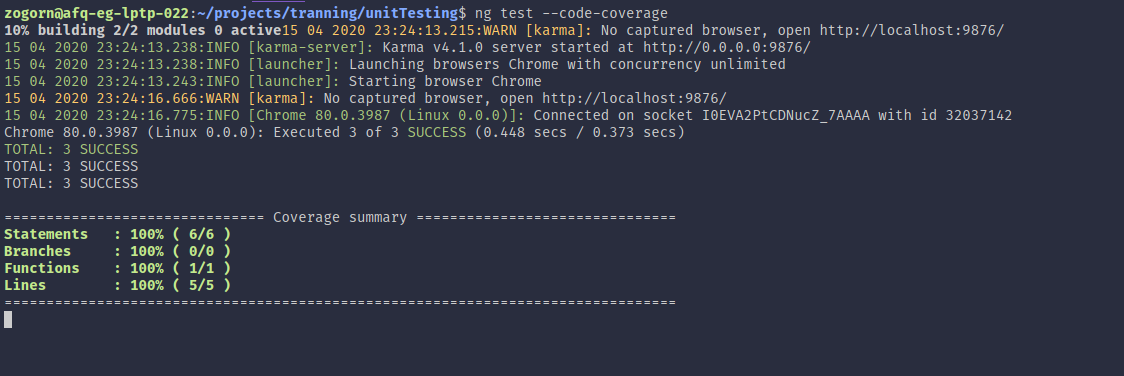 zogorn@afq-eg-lptp-022:~/projects/tranning/unitTesting$ ng test --code-coverage
10% building 2/2 modules 0 active15 04 2020 23:24:13.215:WARN [karma]: No captured browser, open http://localhost:9876/
15 04 2020 23:24:13.238:INFO [karma-server]: Karma v4.1.0 server started at http://0.0.0.0:9876/
15 04 2020 23:24:13.238:INFO [launcher]: Launching browsers Chrome with concurrency unlimited
15 04 2020 23:24:13.243:INFO [launcher]: Starting browser Chrome
15 04 2020 23:24:16.666:WARN [karma]: No captured browser, open http://localhost:9876/
15 04 2020 23:24:16.775:INFO [Chrome 80.0.3987 (Linux 0.0.0)]: Connected on socket I0EVA2PtCDNucZ_7AAAA with id 32037142
Chrome 80.0.3987 (Linux 0.0.0): Executed 3 of 3 SUCCESS (0.448 secs / 0.373 secs)
TOTAL: 3 SUCCESS
TOTAL: 3 SUCCESS
TOTAL: 3 SUCCESS

=============================== Coverage summary ===============================
Statements   : 100% ( 6/6 )
Branches     : 100% ( 0/0 )
Functions    : 100% ( 1/1 )
Lines        : 100% ( 5/5 )
================================================================================